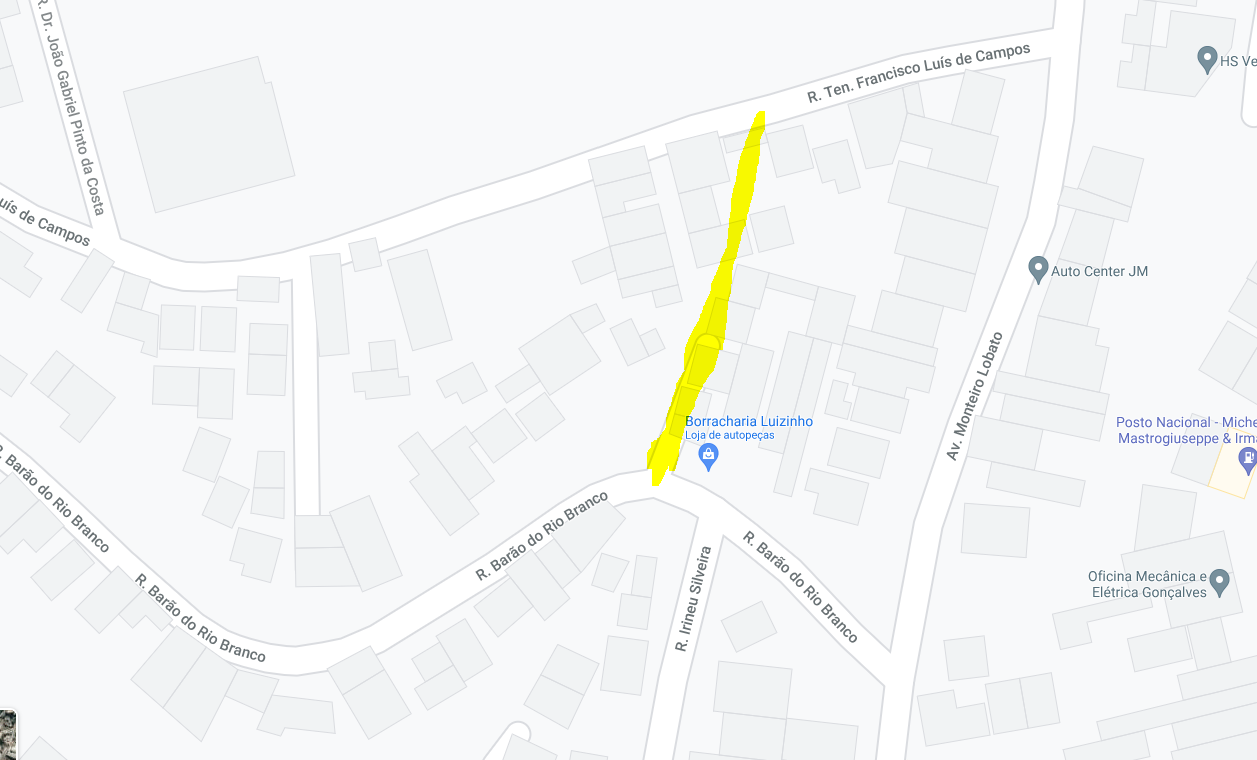 R. Dr. João Gabriel Pinto da Costa
R. Ten. Francisco Luís de Campos
HS Ve
uís de Campos
Auto Center JM
Av. Monteiro Lobato
Borracharia Luizinho
Loja de autopeças
Posto Nacional - Miche
Mastrogiuseppe & Irma
R. Barão do Rio Branco
R. Barão do Rio Branco
R. Barão do Rio Branco
R. Barão do Rio Branco
R. Irineu Silveira
Oficina Mecânica e
Elétrica Gonçalves